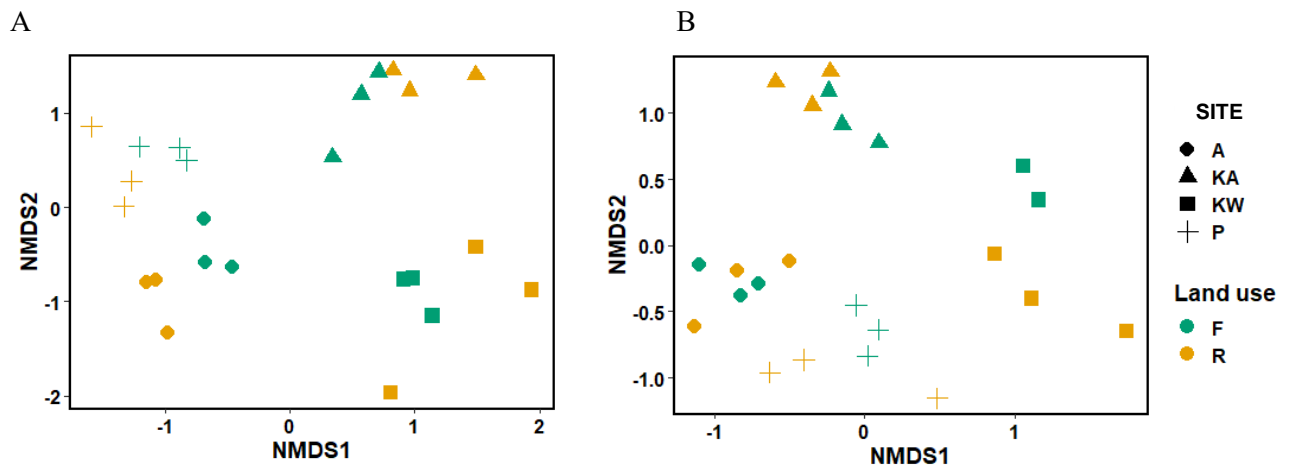 A
B
NMDS2
1
0
-1
-2
-1
0
1
2
NMDS1
NMDS2
1.0
0.5
0.0
-0.5
-1.0
-1
0
1
NMDS1
SITE
A
KA
KW
P
Land use
F
R